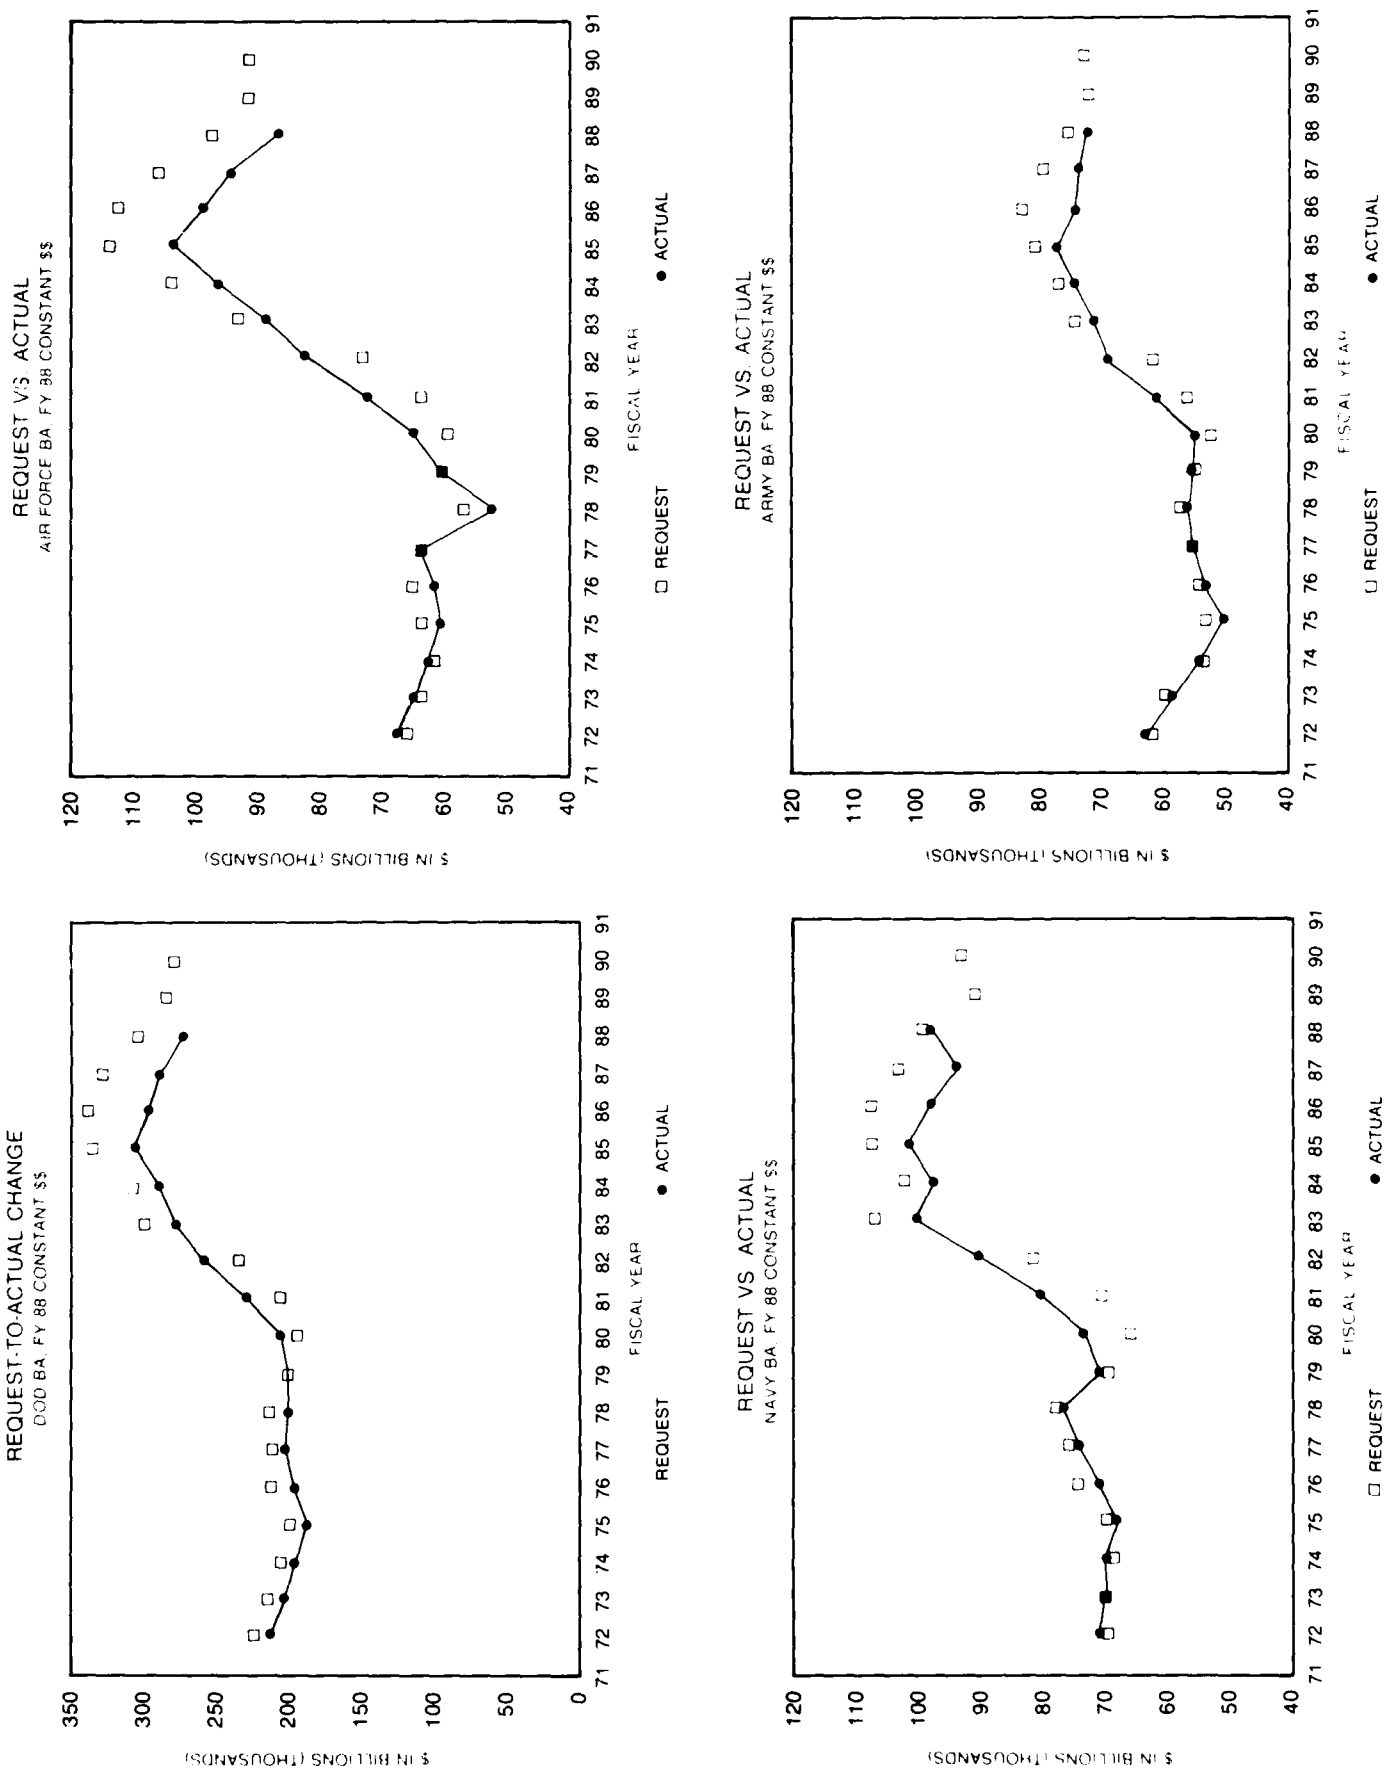 REQUEST-TO-ACTUAL CHANGE
DOD BA, FY 88 CONSTANT $$
$ IN BILLIONS (THOUSANDS)
350
300
250
200
150
100
50
0
71 72 73 74 75 76 77 78 79 80 81 82 83 84 85 86 87 88 89 90 91
FISCAL YEAR
REQUEST ACTUAL
REQUEST VS. ACTUAL
AIR FORCE BA, FY 88 CONSTANT $$
$ IN BILLIONS (THOUSANDS)
120
110
100
90
80
70
60
50
40
71 72 73 74 75 76 77 78 79 80 81 82 83 84 85 86 87 88 89 90 91
FISCAL YEAR
REQUEST ACTUAL
REQUEST VS ACTUAL
NAVY BA, FY 88 CONSTANT $$
$ IN BILLIONS (THOUSANDS)
120
110
100
90
80
70
60
50
40
71 72 73 74 75 76 77 78 79 80 81 82 83 84 85 86 87 88 89 90 91
FISCAL YEAR
REQUEST ACTUAL
REQUEST VS. ACTUAL
ARMY BA FY 88 CONSTANT $$
$ IN BILLIONS (THOUSANDS)
120
110
100
90
80
70
60
50
40
71 72 73 74 75 76 77 78 79 80 81 82 83 84 85 86 87 88 89 90 91
FISCAL YEAR
REQUEST ACTUAL